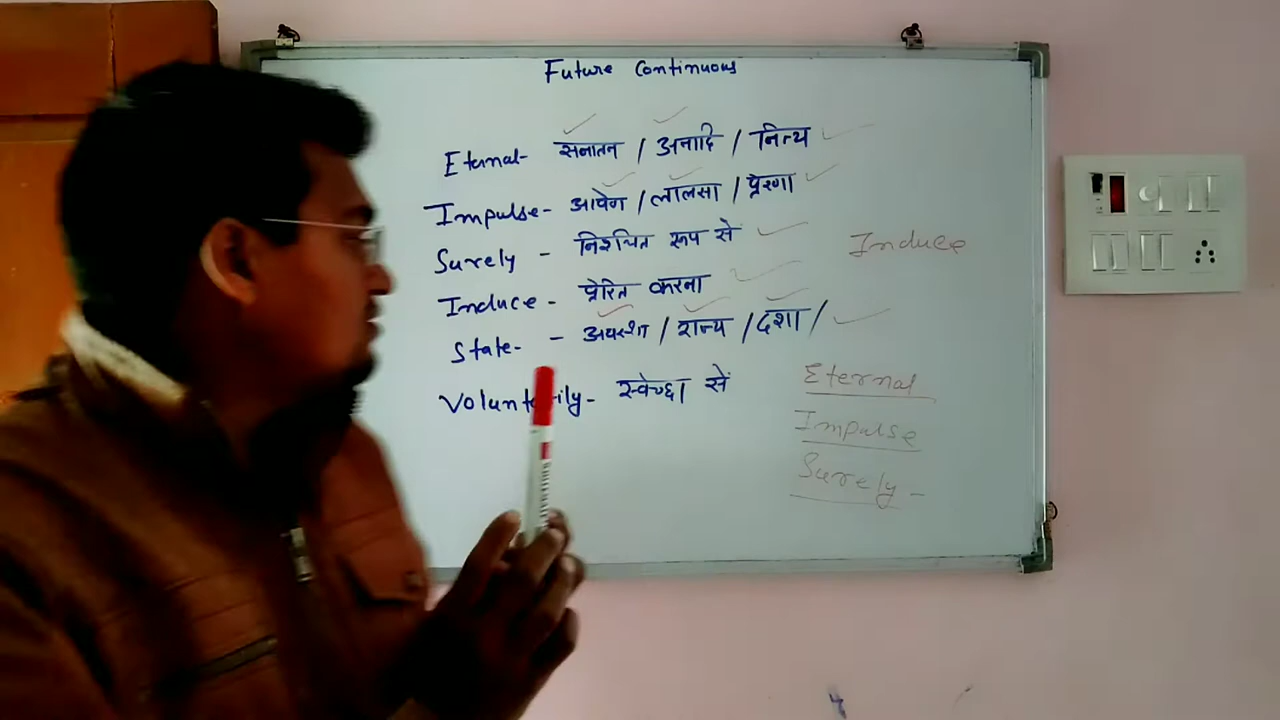 Future Continuous
Eternal- सनातन / अनादि / नित्य
Impulse- आवेग / लालसा / प्रेरणा
Surely - निश्चित रूप से
Induce
Induce- प्रेरित करना
State- - अवस्था / राज्य / दशा /
Voluntarily- स्वेच्छा से
Eternal
Impulse
Surely -